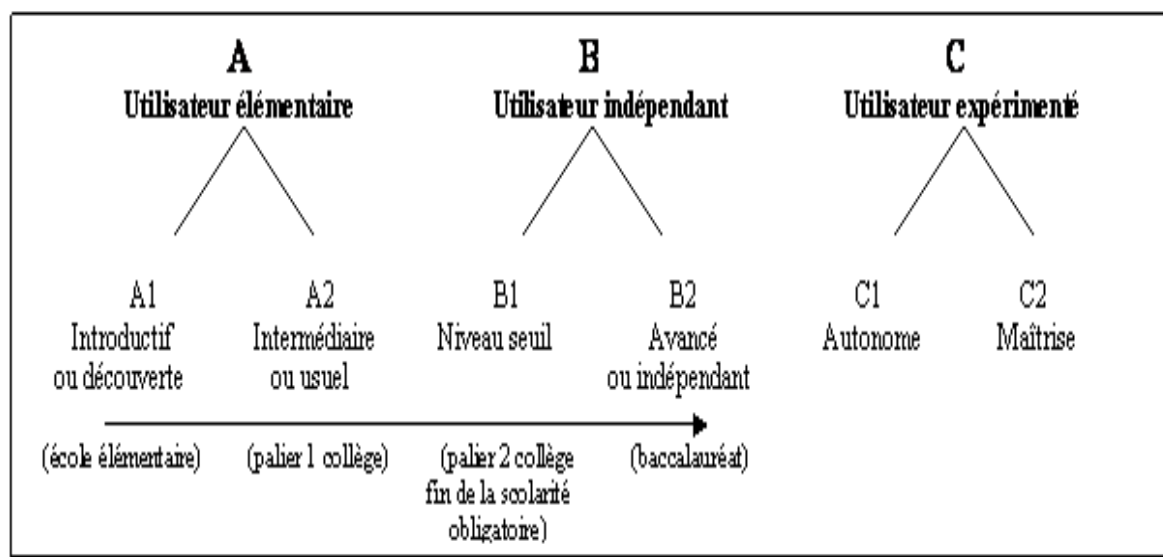 A
Utilisateur élémentaire
B
Utilisateur indépendant
C
Utilisateur expérimenté
A1
Introductif
ou découverte
A2
Intermédiaire
ou usuel
B1
Niveau seuil
B2
Avancé
ou indépendant
C1
Autonome
C2
Maîtrise
(école élémentaire)
(palier 1 collège)
(palier 2 collège
fin de la scolarité
obligatoire)
(baccalauréat)